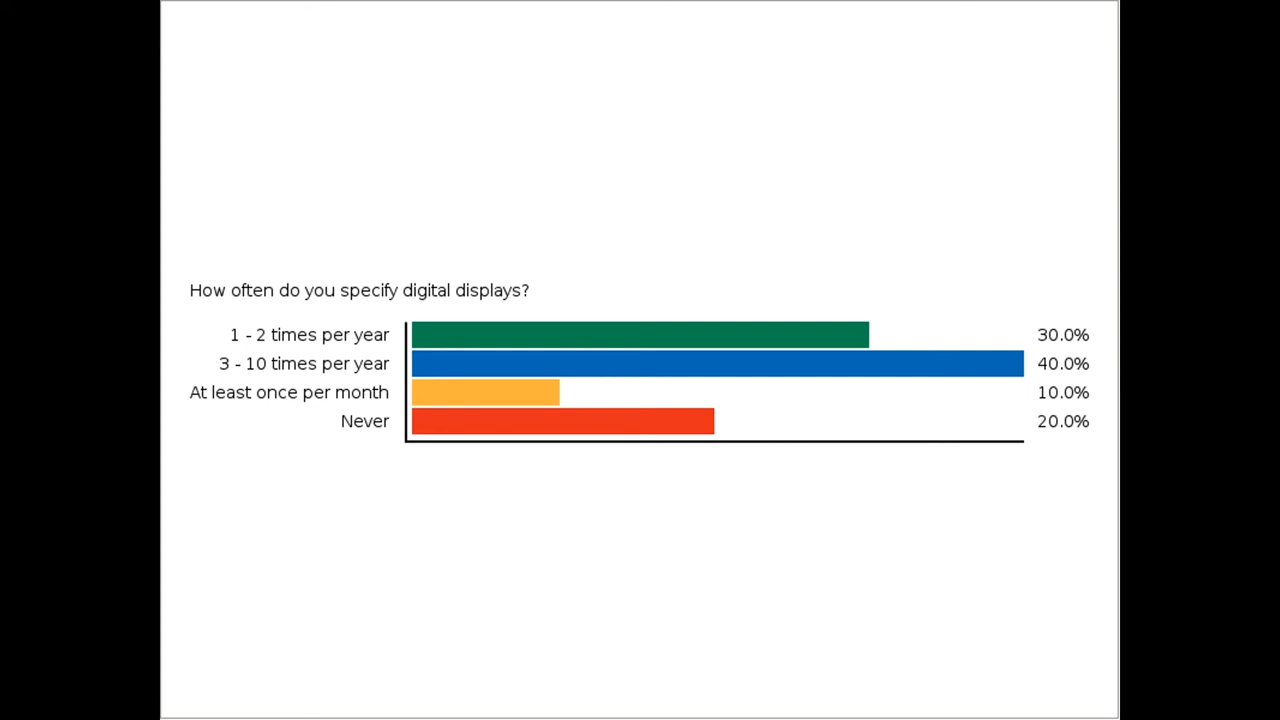 How often do you specify digital displays?
1 - 2 times per year 30.0%
3 - 10 times per year 40.0%
At least once per month 10.0%
Never 20.0%